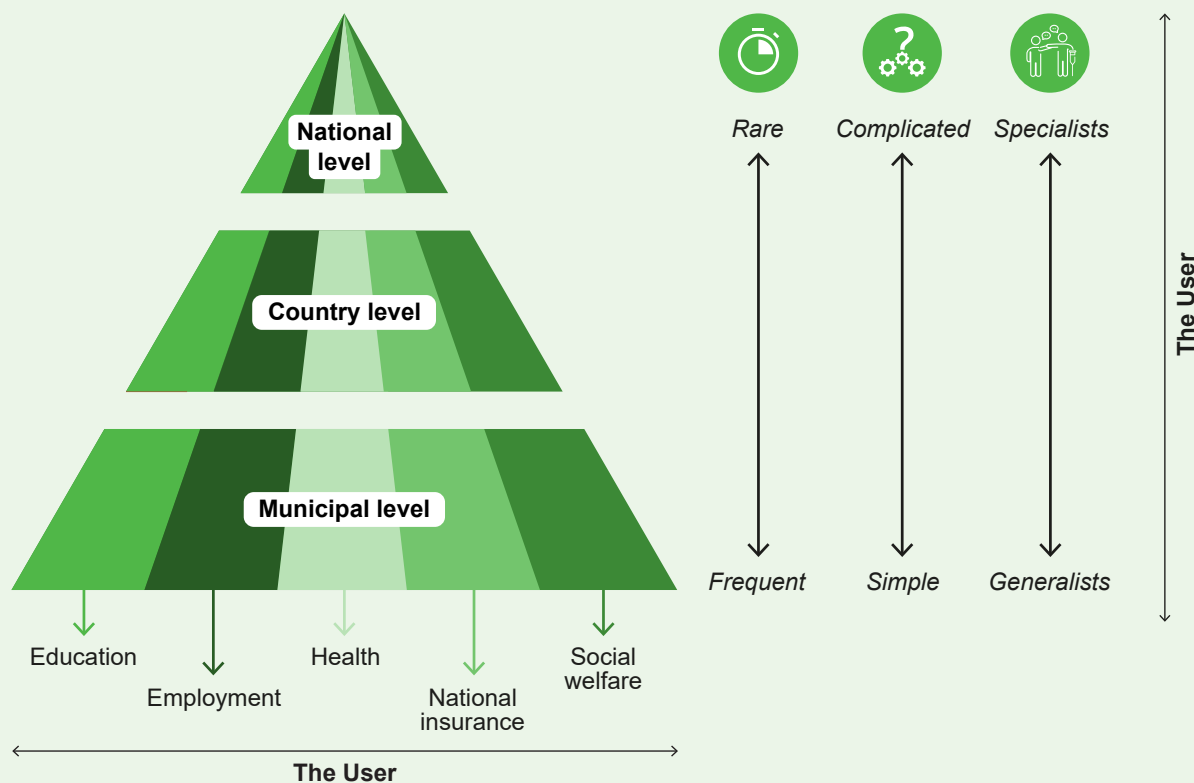 National
level
Country level
Municipal level
Education
Employment
Health
National
insurance
Social
welfare
The User
?
Rare
Complicated
Specialists
Frequent
Simple
Generalists
The User